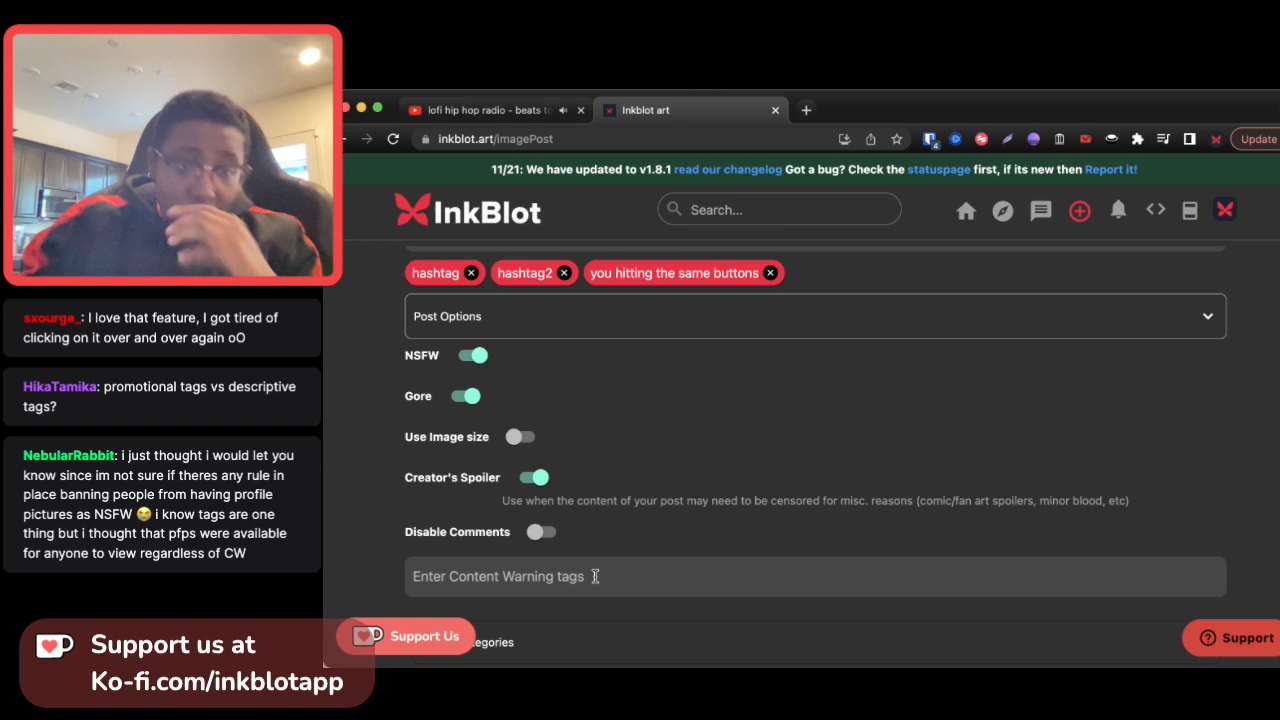 lofi hip hop radio - beats to
Inkblot art
inkblot.art/imagePost
4
Update
11/21: We have updated to v1.8.1 read our changelog Got a bug? Check the statuspage first, if its new then Report it!
InkBlot
Search...
hashtag
hashtag2
you hitting the same buttons
Post Options
NSFW
Gore
Use Image size
Creator's Spoiler
Use when the content of your post may need to be censored for misc. reasons (comic/fan art spoilers, minor blood, etc)
Disable Comments
Enter Content Warning tags
Support Us
egories
Support
sxourge_: I love that feature, I got tired of
clicking on it over and over again oO
HikaTamika: promotional tags vs descriptive
tags?
NebularRabbit: i just thought i would let you
know since im not sure if theres any rule in
place banning people from having profile
pictures as NSFW 😭 i know tags are one
thing but i thought that pfps were available
for anyone to view regardless of CW
Support us at
Ko-fi.com/inkblotapp